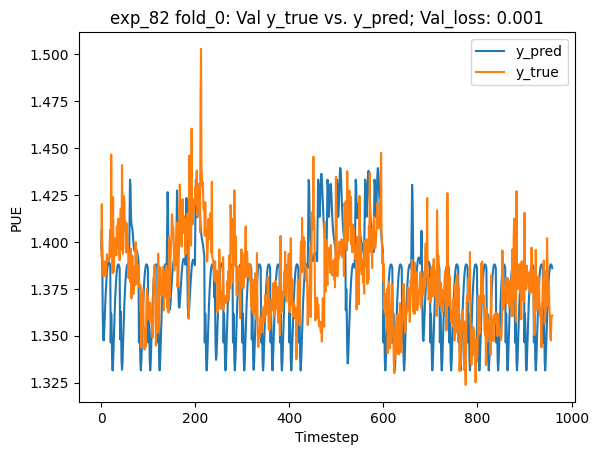 exp_82 fold_0: Val y_true vs. y_pred; Val_loss: 0.001
y_pred
y_true
1.500
1.475
1.450
1.425
1.400
1.375
1.350
1.325
PUE
0 200 400 600 800 1000
Timestep